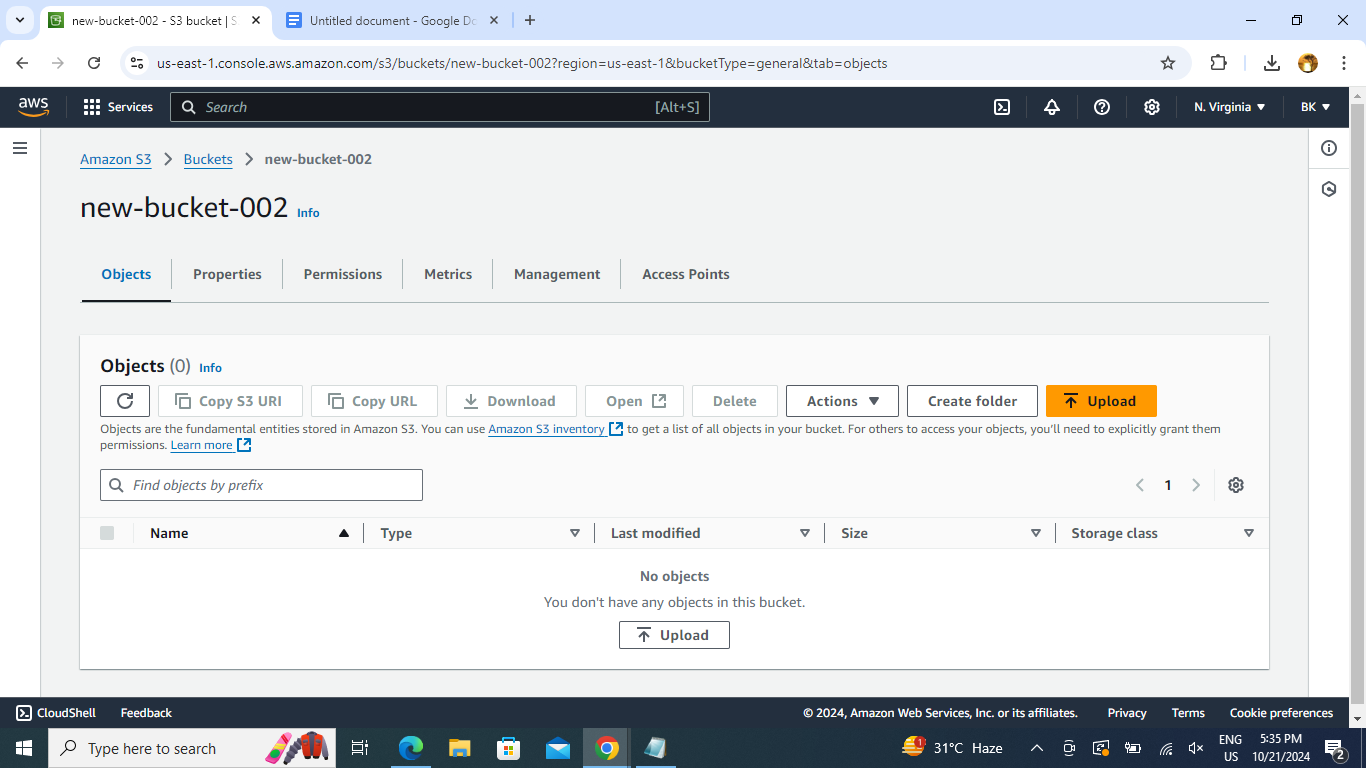 new-bucket-002 - S3 bucket | S
Untitled document - Google Do
us-east-1.console.aws.amazon.com/s3/buckets/new-bucket-002?region=us-east-1&bucketType=general&tab=objects
aws
Services
Search
[Alt+S]
N. Virginia
BK
Amazon S3
Buckets
new-bucket-002
new-bucket-002 Info
Objects
Properties
Permissions
Metrics
Management
Access Points
Objects (0) Info
Copy S3 URI
Copy URL
Download
Open
Delete
Actions
Create folder
Upload
Objects are the fundamental entities stored in Amazon S3. You can use Amazon S3 inventory to get a list of all objects in your bucket. For others to access your objects, you'll need to explicitly grant them
permissions. Learn more
Find objects by prefix
1
Name
Type
Last modified
Size
Storage class
No objects
You don't have any objects in this bucket.
Upload
CloudShell
Feedback
© 2024, Amazon Web Services, Inc. or its affiliates.
Privacy
Terms
Cookie preferences
Type here to search
1
31°C Haze
ENG
US
5:35 PM
10/21/2024
2